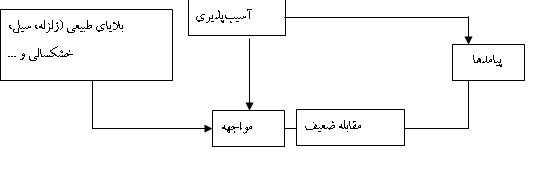 آسیب‌پذیری
بلایای طبیعی (زلزله، سیل،
خشکسالی و ...
پیامدها
مقابله ضعیف
مواجهه